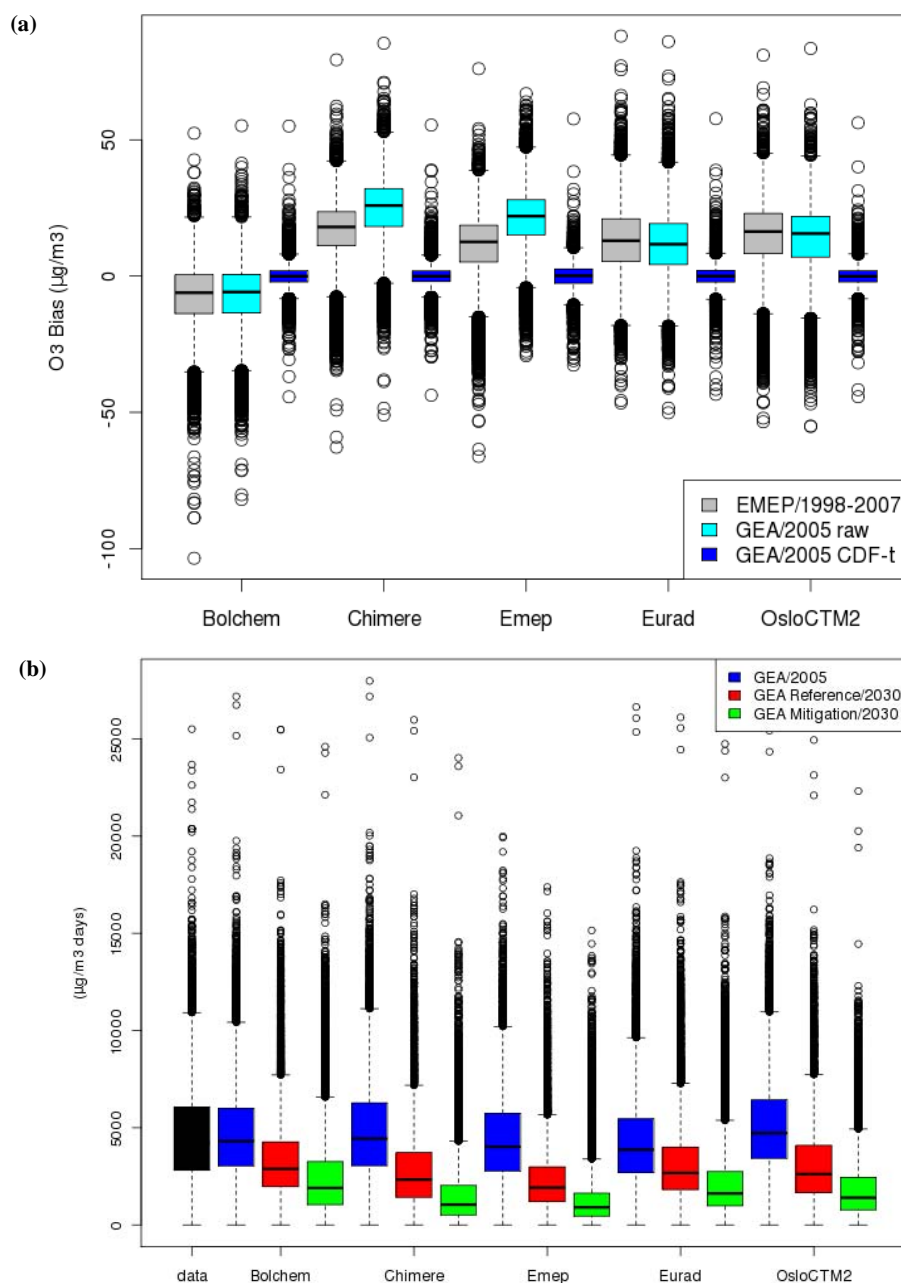 (a)
O3 Bias (µg/m3)
50
0
-50
-100
EMEP/1998-2007
GEA/2005 raw
GEA/2005 CDF-t
Bolchem Chimere Emep Eurad OsloCTM2
(b)
(µg/m3 days)
25000
20000
15000
10000
5000
0
GEA/2005
GEA Reference/2030
GEA Mitigation/2030
data Bolchem Chimere Emep Eurad OsloCTM2